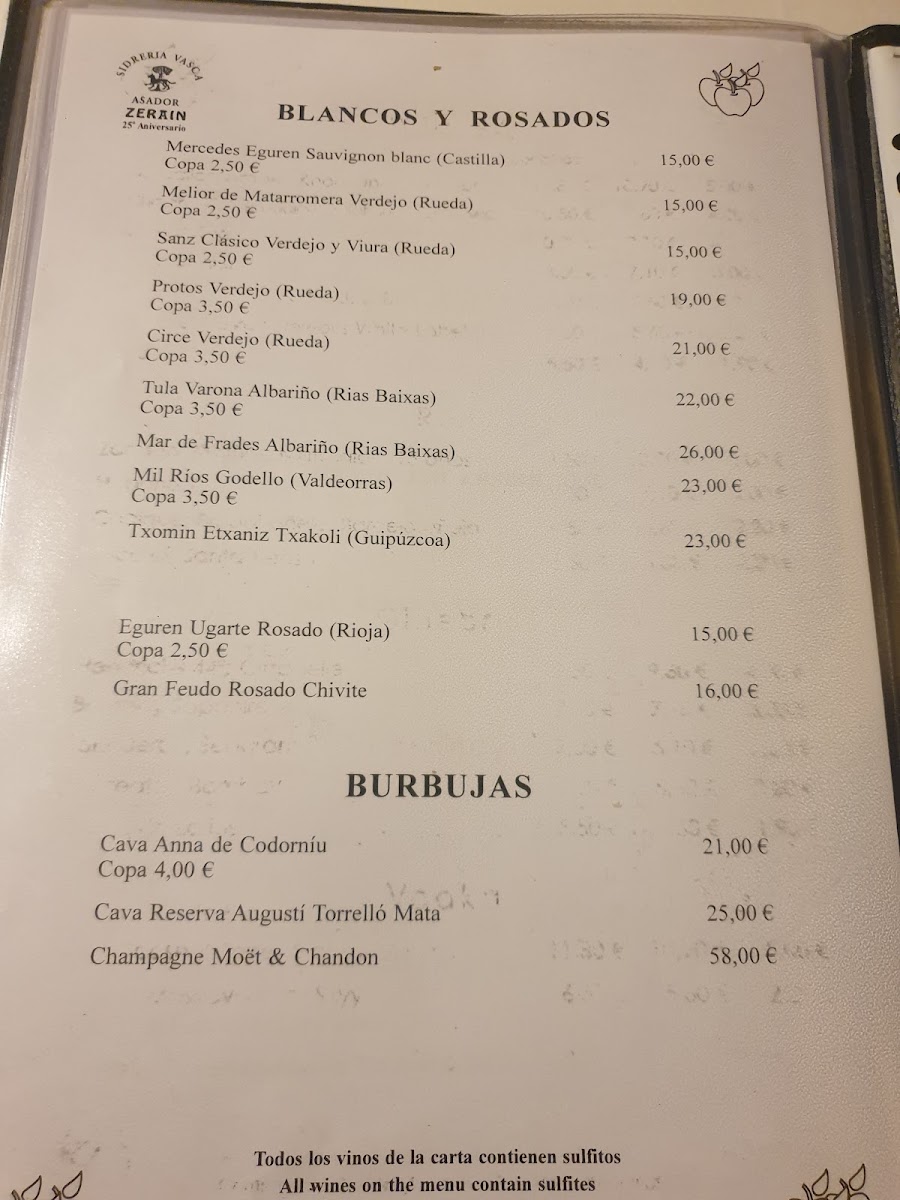 SIDRERIA VASCA
ASADOR
ZERAIN
25º Aniversario
BLANCOS Y ROSADOS
Mercedes Eguren Sauvignon blanc (Castilla) 15,00 €
Copa 2,50 €
Melior de Matarromera Verdejo (Rueda) 15,00 €
Copa 2,50 €
Sanz Clásico Verdejo y Viura (Rueda) 15,00 €
Copa 2,50 €
Protos Verdejo (Rueda) 19,00 €
Copa 3,50 €
Circe Verdejo (Rueda) 21,00 €
Copa 3,50 €
Tula Varona Albariño (Rias Baixas) 22,00 €
Copa 3,50 €
Mar de Frades Albariño (Rias Baixas) 26,00 €
Mil Ríos Godello (Valdeorras) 23,00 €
Copa 3,50 €
Txomin Etxaniz Txakoli (Guipúzcoa) 23,00 €
Eguren Ugarte Rosado (Rioja) 15,00 €
Copa 2,50 €
Gran Feudo Rosado Chivite 16,00 €
BURBUJAS
Cava Anna de Codorníu 21,00 €
Copa 4,00 €
Cava Reserva Augustí Torrelló Mata 25,00 €
Champagne Moët & Chandon 58,00 €
Todos los vinos de la carta contienen sulfitos
All wines on the menu contain sulfites